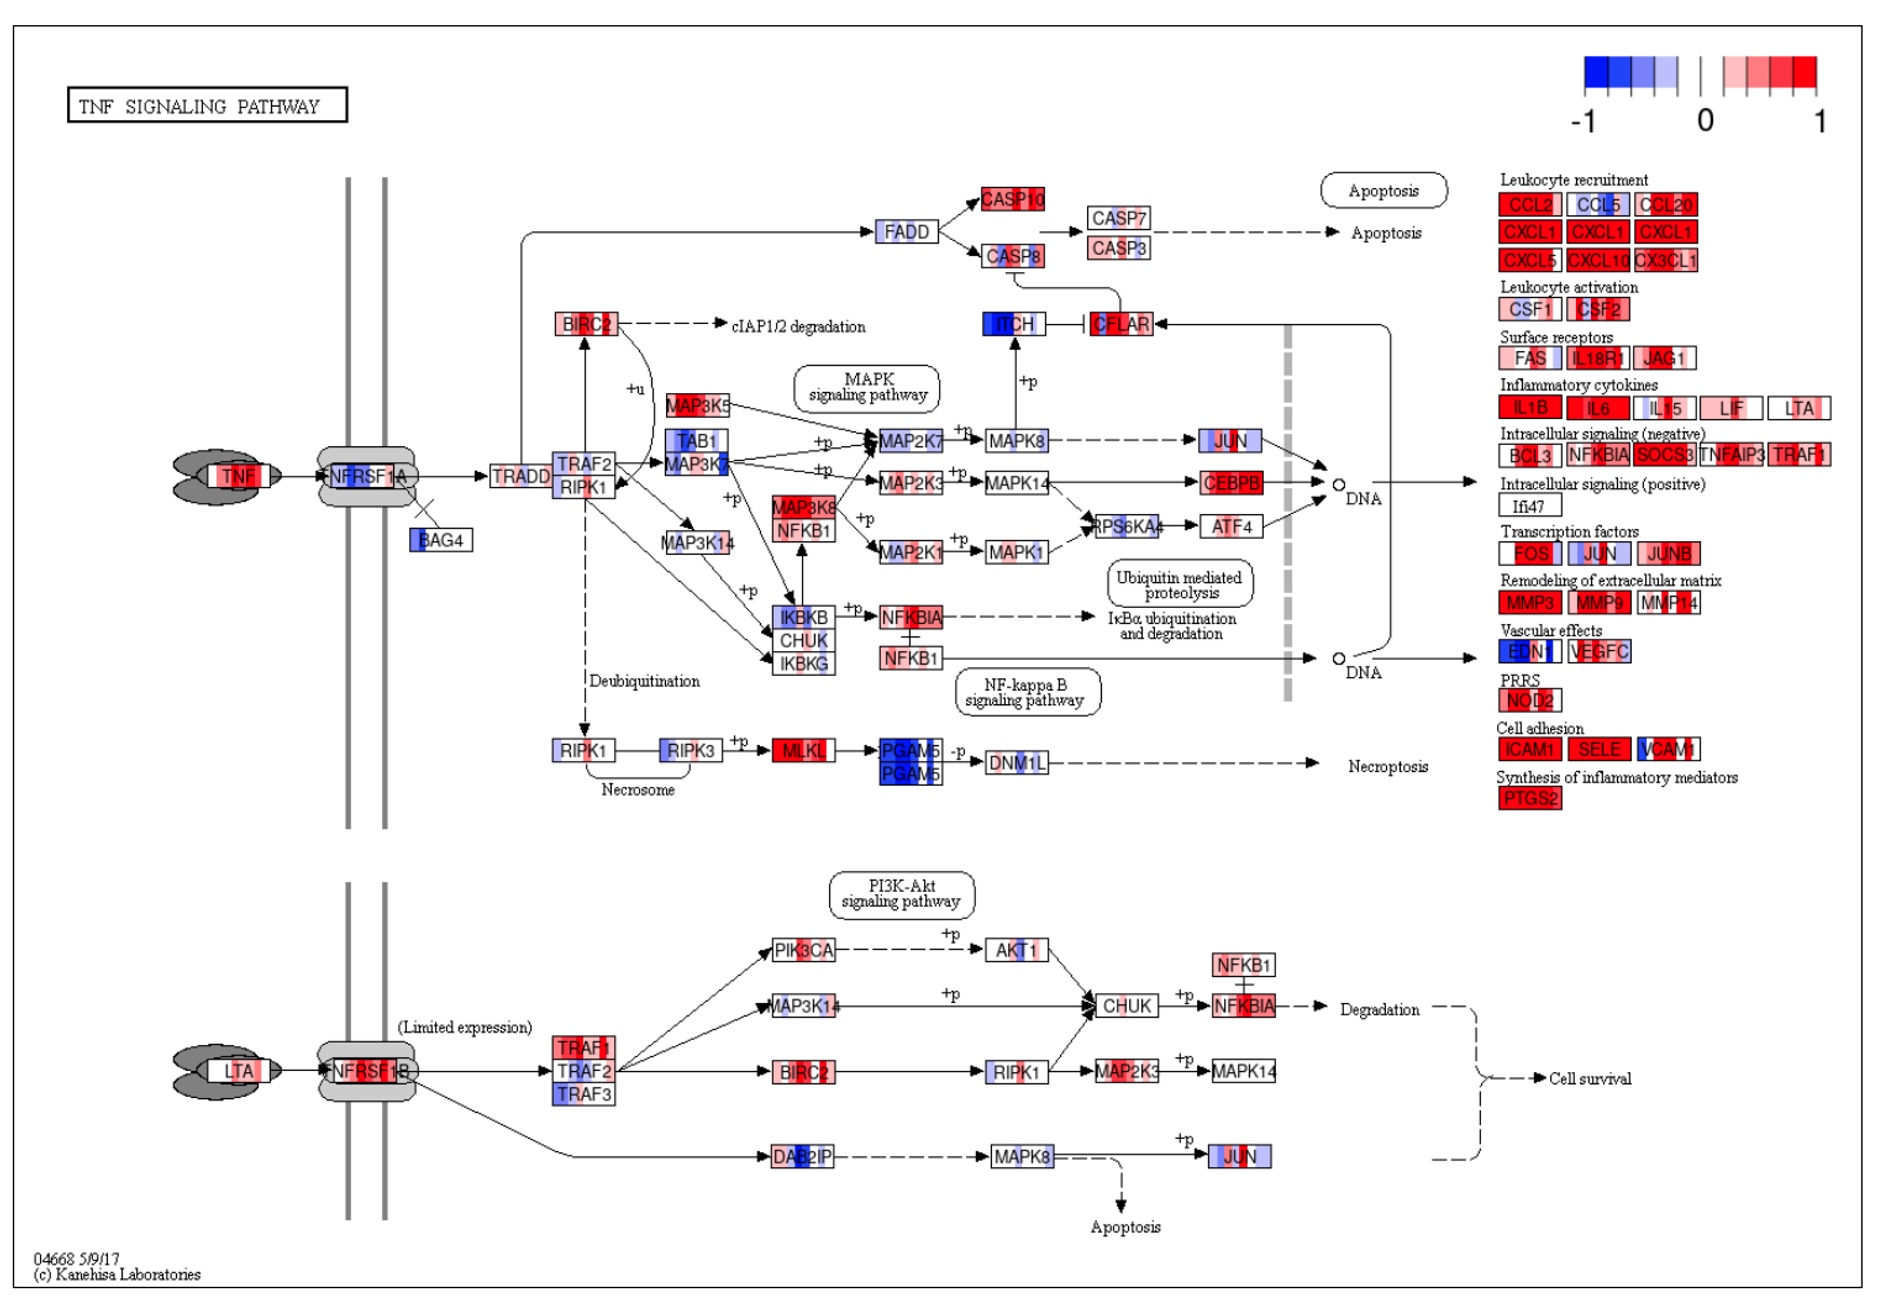 -1 0 1
TNF SIGNALING PATHWAY
Leukocyte recruitment
CCL2 CCL5 CCL20
CXCL1 CXCL1 CXCL1
CXCL5 CXCL10 CX3CL1
Leukocyte activation
CSF1 CSF2
Surface receptors
FAS IL18R1 JAG1
Inflammatory cytokines
IL1B IL6 IL15 LIF LTA
Intracellular signaling (negative)
BCL3 NFKBIA SOCS3 TNFAIP3 TRAF1
Intracellular signaling (positive)
Ifi47
Transcription factors
FOS JUN JUNB
Remodeling of extracellular matrix
MMP3 MMP9 MMP14
Vascular effects
EDN1 VEGFC
PRRS
NOD2
Cell adhesion
ICAM1 SELE VCAM1
Synthesis of inflammatory mediators
PTGS2
CASP10
Apoptosis
FADD
CASP7
Apoptosis
CASP8
CASP3
BIRC2
cIAP1/2 degradation
ITCH
CFLAR
+u
MAPK
signaling pathway
+p
MAP3K5
TAB1
MAP3K7
+p
+p
MAP2K7
+p
MAPK8
JUN
TNF
NFRSF1A
TRADD
TRAF2
RIPK1
MAP2K3
+p
MAPK14
CEBPB
DNA
+p
MAP3K8
NFKB1
+p
BAG4
MAP3K14
MAP2K1
+p
MAPK1
RPS6KA4
ATF4
Ubiquitin mediated
proteolysis
+p
IKBKB
CHUK
IKBKG
+p
NFKBIA
IκBα ubiquitination
and degradation
NFKB1
DNA
Deubiquitination
NF-kappa B
signaling pathway
RIPK1
RIPK3
+p
MLKL
PGAM5
PGAM5
-p
DNM1L
Necroptosis
Necrosome
PI3K-Akt
signaling pathway
PIK3CA
+p
AKT1
NFKB1
MAP3K14
+p
CHUK
+p
NFKBIA
Degradation
(Limited expression)
LTA
NFRSF1B
TRAF1
TRAF2
TRAF3
BIRC2
RIPK1
MAP2K3
+p
MAPK14
Cell survival
DAB2IP
MAPK8
+p
JUN
Apoptosis
04668 5/9/17
(c) Kanehisa Laboratories